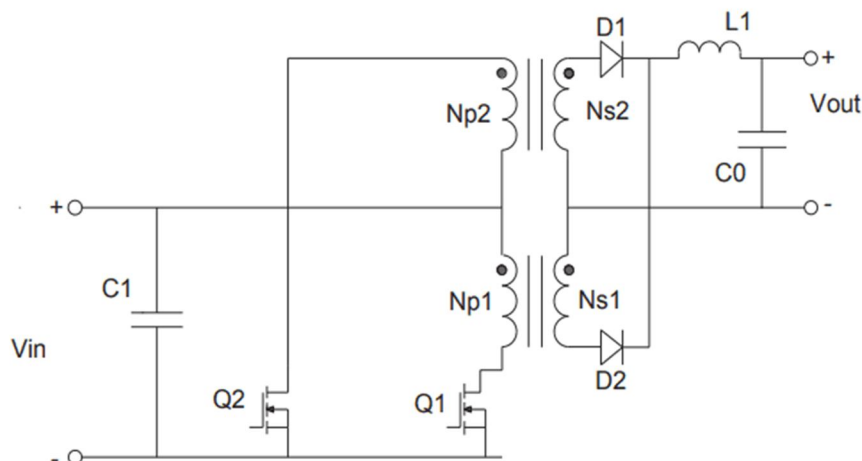 D1
L1
+
Np2
Ns2
Vout
C0
+
-
C1
Np1
Ns1
Vin
D2
Q2
Q1
-